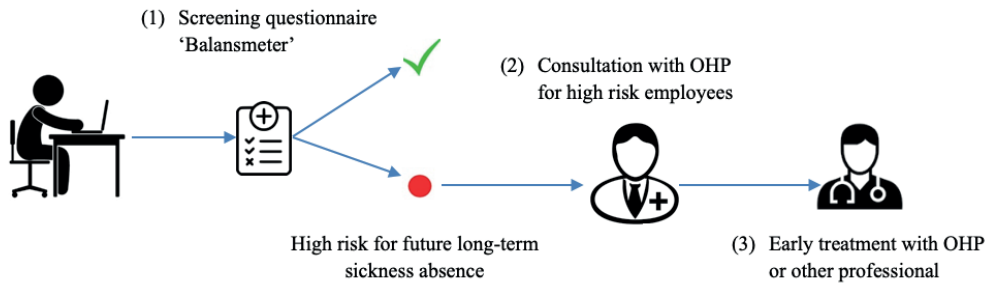 (1) Screening questionnaire
‘Balansmeter’
(2) Consultation with OHP
for high risk employees
High risk for future long-term
sickness absence
(3) Early treatment with OHP
or other professional